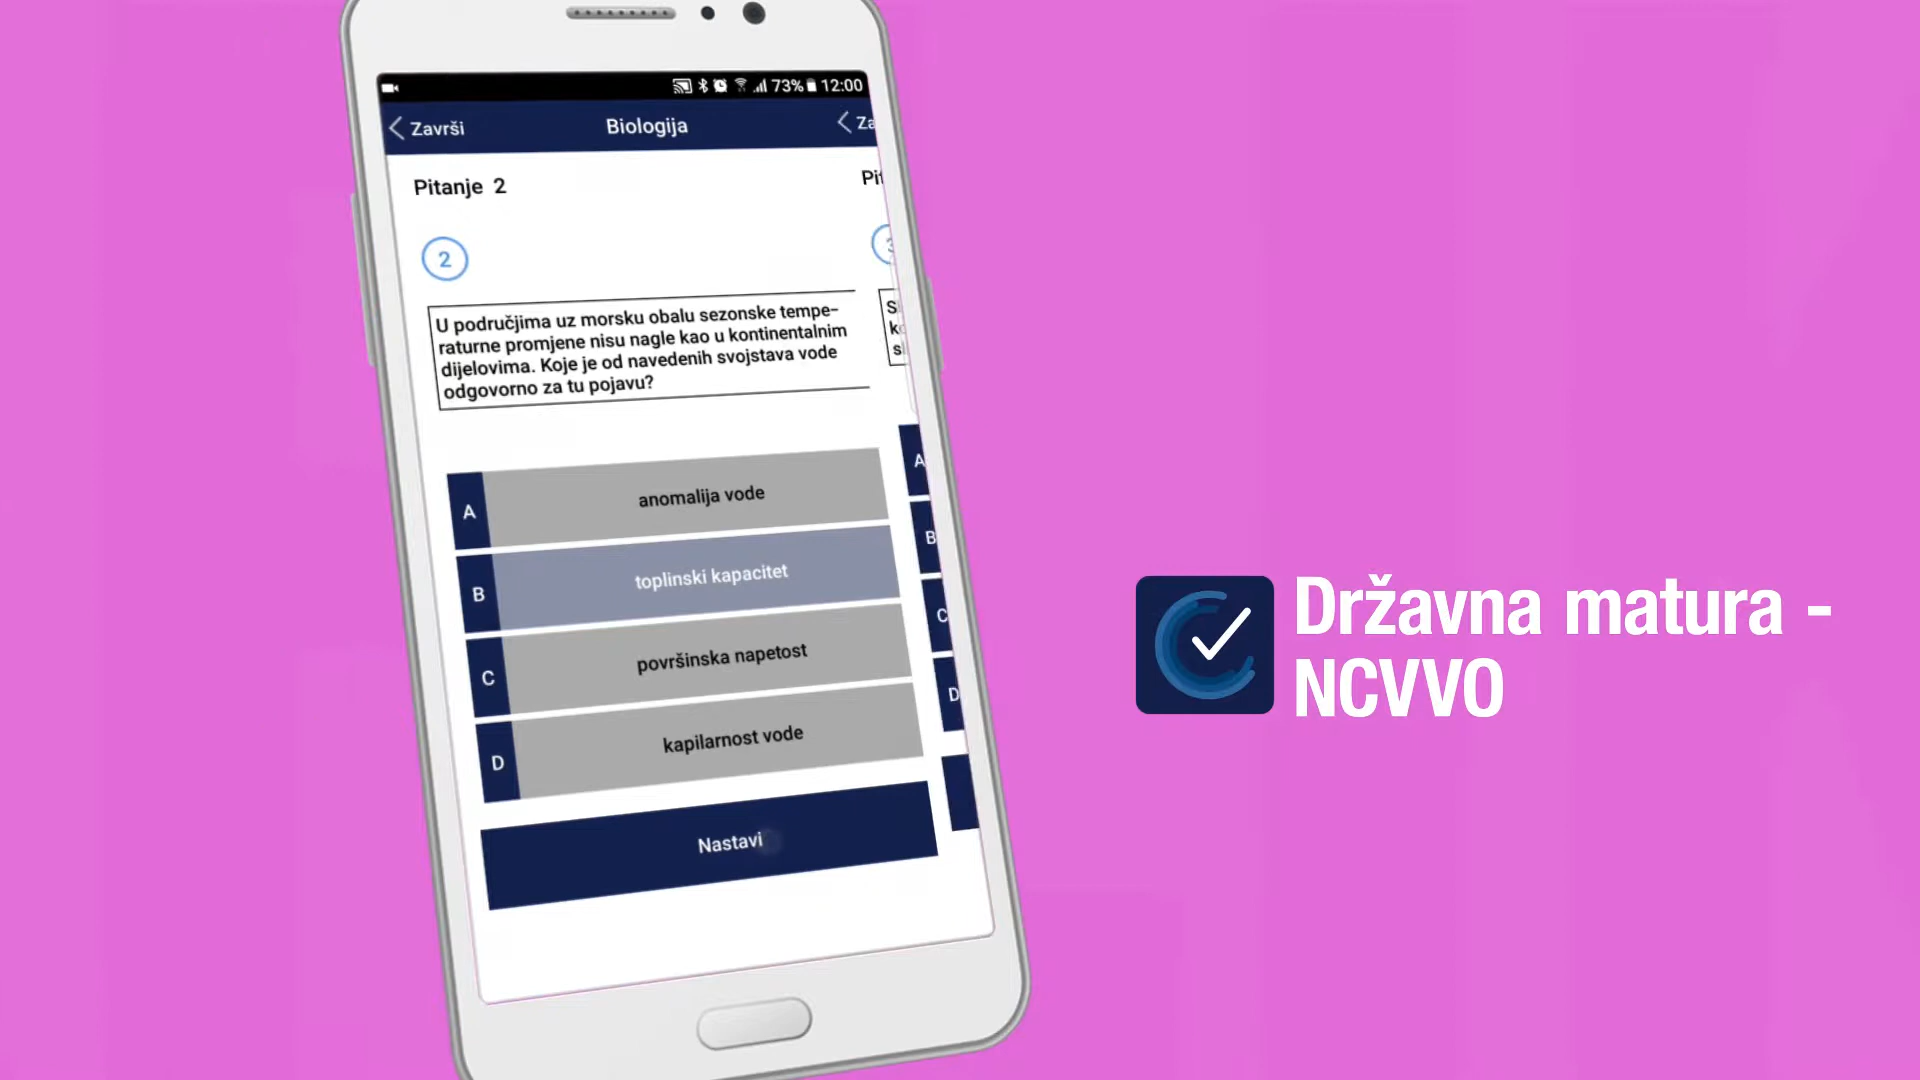 73% 12:00
Završi
Biologija
Pitanje 2
2
U područjima uz morsku obalu sezonske tempe-
raturne promjene nisu nagle kao u kontinentalnim
dijelovima. Koje je od navedenih svojstava vode
odgovorno za tu pojavu?
A
anomalija vode
B
toplinski kapacitet
C
površinska napetost
D
kapilarnost vode
Nastavi
A
B
C
D
Državna matura -
NCVVO